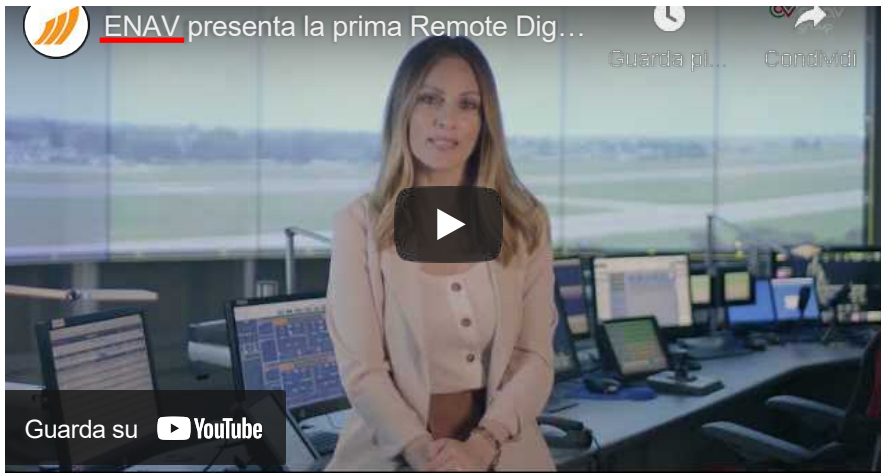 ENAV presenta la prima Remote Dig…
Guarda pi... Condividi
Guarda su YouTube